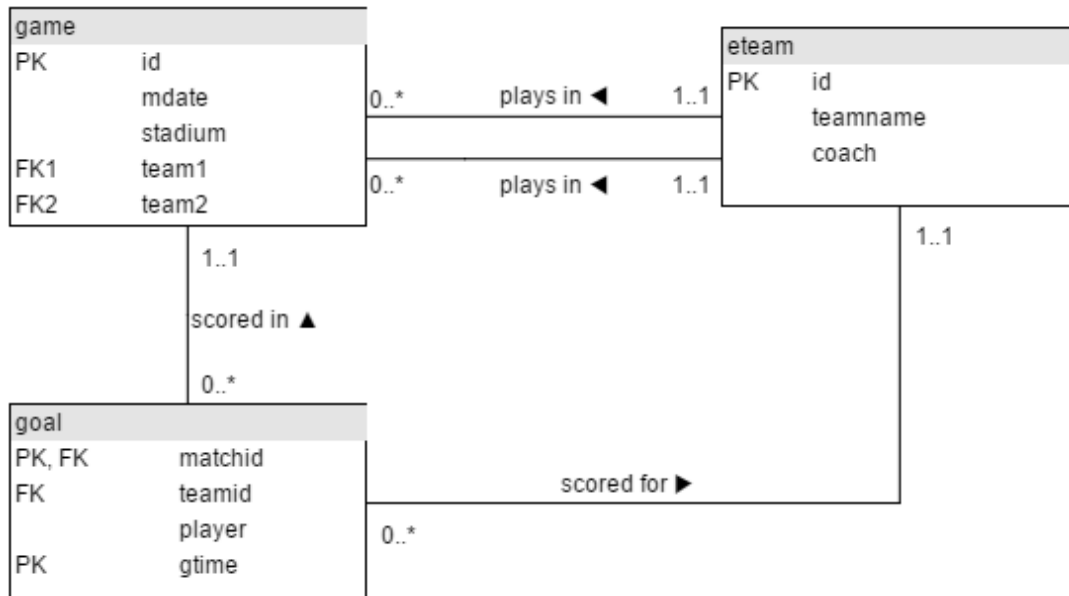 game
PK id
mdate
stadium
FK1 team1
FK2 team2
0..* plays in ◀ 1..1
0..* plays in ◀ 1..1
eteam
PK id
teamname
coach
1..1
scored in ▲
0..*
1..1
goal
PK, FK matchid
FK teamid
player
PK gtime
scored for ▶
0..*